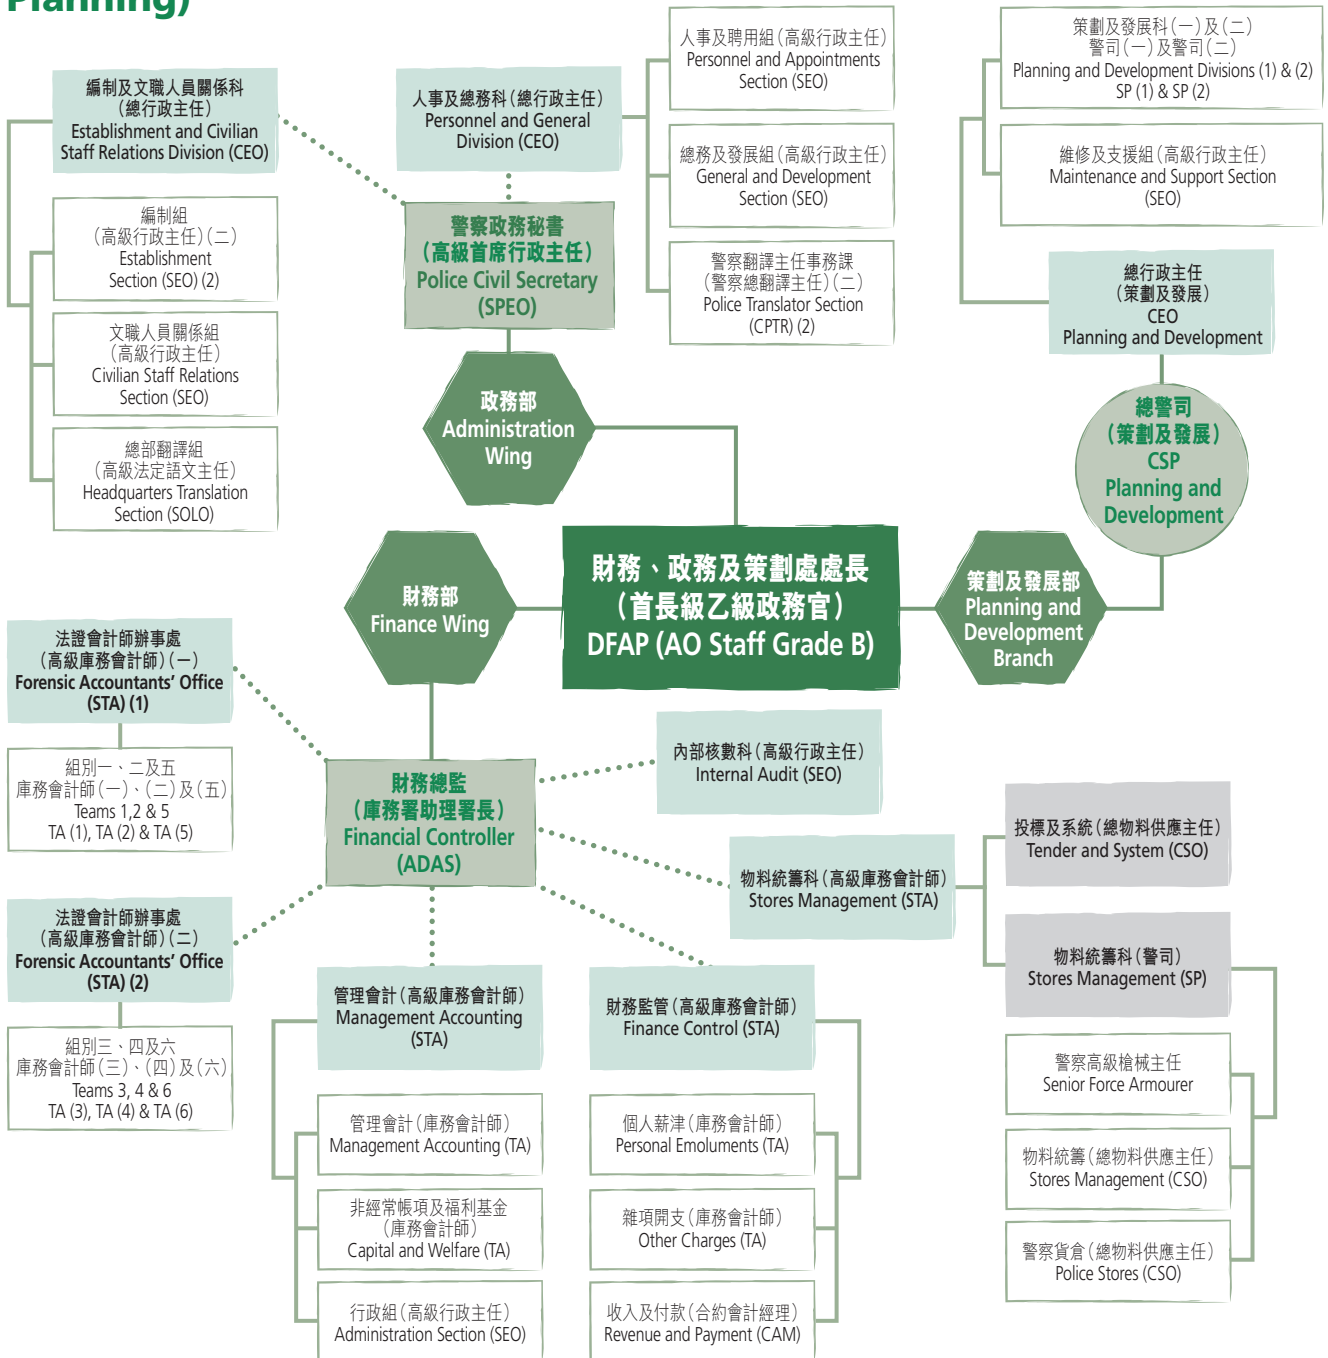 Planning)
編制及文職人員關係科
(總行政主任)
Establishment and Civilian
Staff Relations Division (CEO)
編制組
(高級行政主任)(二)
Establishment
Section (SEO) (2)
文職人員關係組
(高級行政主任)
Civilian Staff Relations
Section (SEO)
總部翻譯組
(高級法定語文主任)
Headquarters Translation
Section (SOLO)
人事及總務科(總行政主任)
Personnel and General
Division (CEO)
人事及聘用組(高級行政主任)
Personnel and Appointments
Section (SEO)
總務及發展組(高級行政主任)
General and Development
Section (SEO)
警察翻譯主任事務課
(警察總翻譯主任)(二)
Police Translator Section
(CPTR) (2)
警察政務秘書
(高級首席行政主任)
Police Civil Secretary
(SPEO)
政務部
Administration
Wing
策劃及發展科(一)及(二)
警司(一)及警司(二)
Planning and Development Divisions (1) & (2)
SP (1) & SP (2)
維修及支援組(高級行政主任)
Maintenance and Support Section
(SEO)
總行政主任
(策劃及發展)
CEO
Planning and Development
總警司
(策劃及發展)
CSP
Planning and
Development
策劃及發展部
Planning and
Development
Branch
財務、政務及策劃處處長
(首長級乙級政務官)
DFAP (AO Staff Grade B)
財務部
Finance Wing
財務總監
(庫務署助理署長)
Financial Controller
(ADAS)
法證會計師辦事處
(高級庫務會計師)(一)
Forensic Accountants’ Office
(STA) (1)
組別一、二及五
庫務會計師(一)、(二)及(五)
Teams 1,2 & 5
TA (1), TA (2) & TA (5)
法證會計師辦事處
(高級庫務會計師)(二)
Forensic Accountants’ Office
(STA) (2)
組別三、四及六
庫務會計師(三)、(四)及(六)
Teams 3, 4 & 6
TA (3), TA (4) & TA (6)
內部核數科(高級行政主任)
Internal Audit (SEO)
物料統籌科(高級庫務會計師)
Stores Management (STA)
投標及系統(總物料供應主任)
Tender and System (CSO)
物料統籌科(警司)
Stores Management (SP)
警察高級槍械主任
Senior Force Armourer
物料統籌(總物料供應主任)
Stores Management (CSO)
警察貨倉(總物料供應主任)
Police Stores (CSO)
管理會計(高級庫務會計師)
Management Accounting
(STA)
管理會計(庫務會計師)
Management Accounting (TA)
非經常帳項及福利基金
(庫務會計師)
Capital and Welfare (TA)
行政組(高級行政主任)
Administration Section (SEO)
財務監管(高級庫務會計師)
Finance Control (STA)
個人薪津(庫務會計師)
Personal Emoluments (TA)
雜項開支(庫務會計師)
Other Charges (TA)
收入及付款(合約會計經理)
Revenue and Payment (CAM)